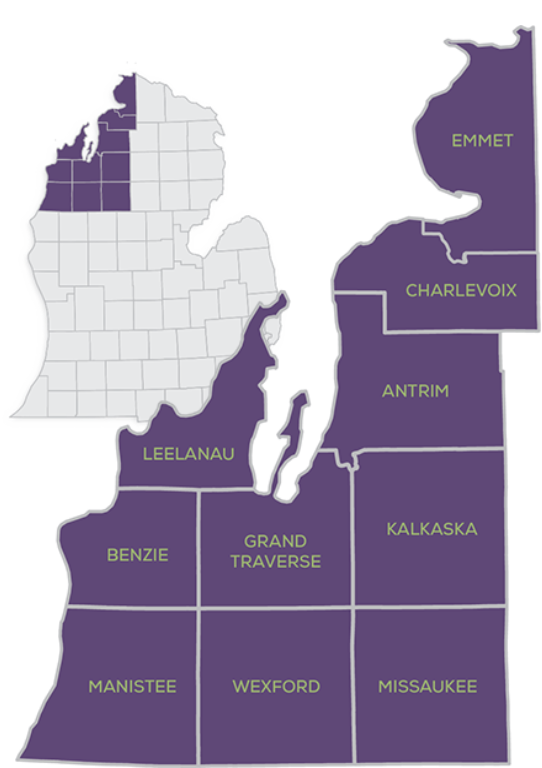 EMMET
CHARLEVOIX
ANTRIM
LEELANAU
KALKASKA
GRAND
TRAVERSE
BENZIE
MANISTEE
WEXFORD
MISSAUKEE